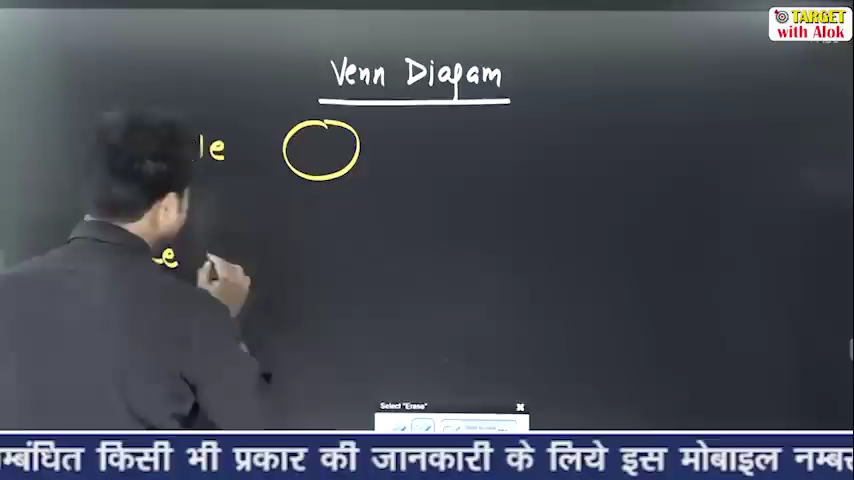 TARGET
with Alok
Venn Diagam
le
e
Select "Erase"
म्बंधित किसी भी प्रकार की जानकारी के लिये इस मोबाइल नम्बर